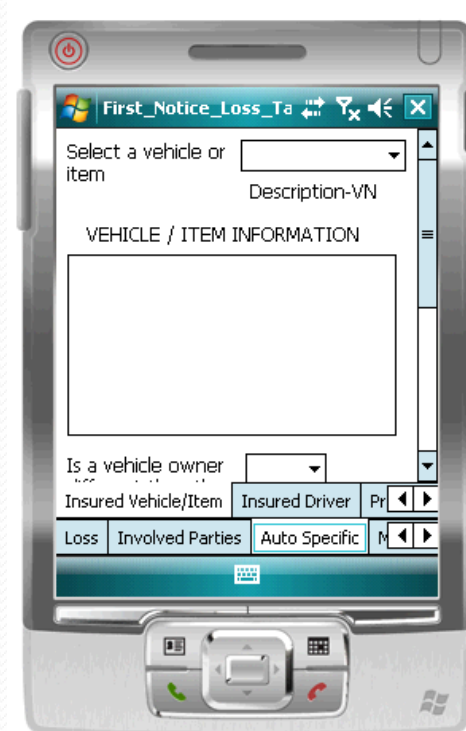 First_Notice_Loss_Ta
Select a vehicle or
item
Description-VN
VEHICLE / ITEM INFORMATION
Is a vehicle owner
Insured Vehicle/Item Insured Driver Pr
Loss Involved Parties Auto Specific M